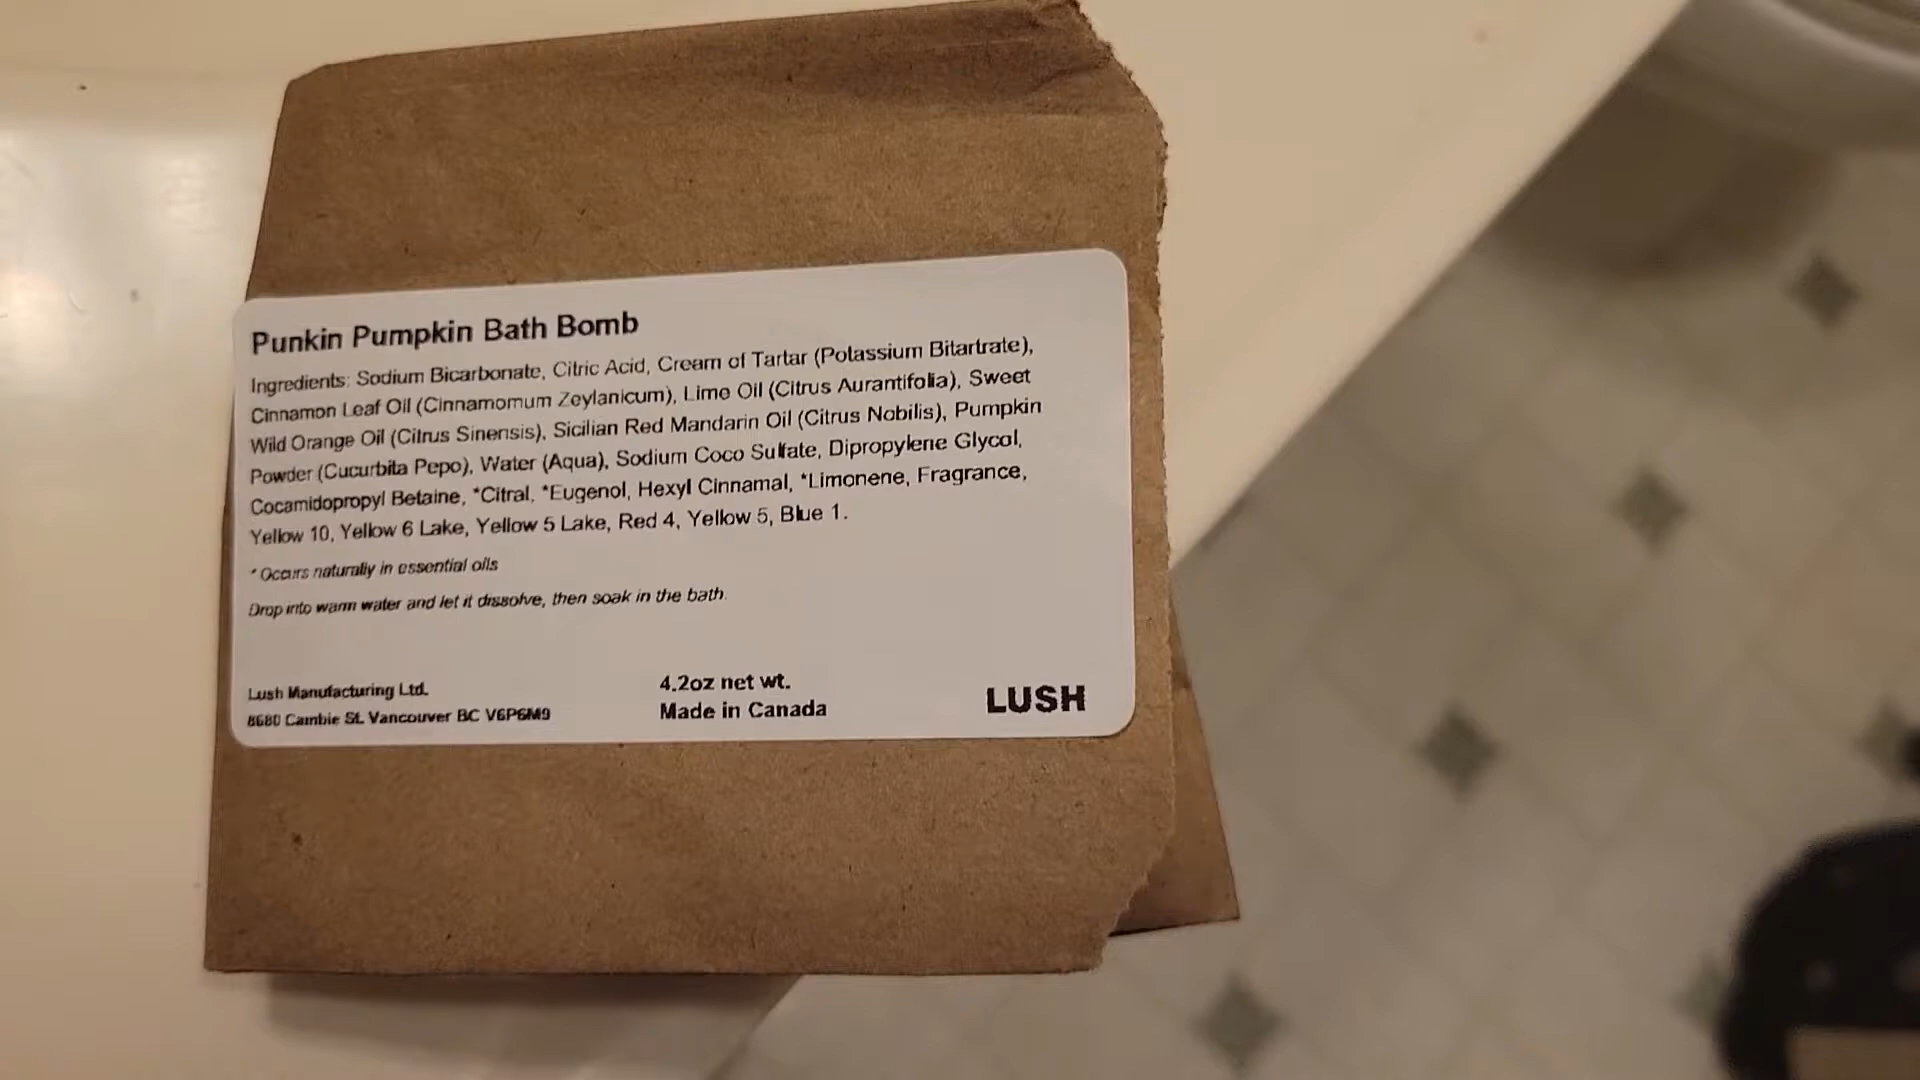 Punkin Pumpkin Bath Bomb
Ingredients: Sodium Bicarbonate, Citric Acid, Cream of Tartar (Potassium Bitartrate),
Cinnamon Leaf Oil (Cinnamomum Zeylanicum), Lime Oil (Citrus Aurantifolia), Sweet
Wild Orange Oil (Citrus Sinensis), Sicilian Red Mandarin Oil (Citrus Nobilis), Pumpkin
Powder (Cucurbita Pepo), Water (Aqua), Sodium Coco Sulfate, Dipropylene Glycol,
Cocamidopropyl Betaine, *Citral, *Eugenol, Hexyl Cinnamal, *Limonene, Fragrance,
Yellow 10, Yellow 6 Lake, Yellow 5 Lake, Red 4, Yellow 5, Blue 1.
* Occurs naturally in essential oils
Drop into warm water and let it dissolve, then soak in the bath.
Lush Manufacturing Ltd.
8680 Cambie St. Vancouver BC V6P6M9
4.2oz net wt.
Made in Canada
LUSH